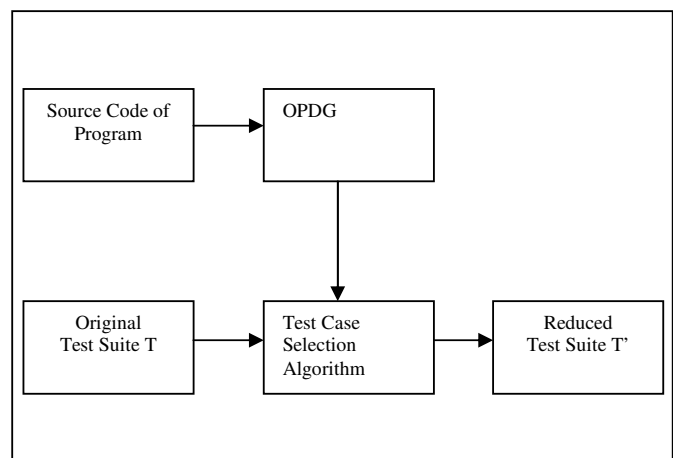 Source Code of
Program
OPDG
Original
Test Suite T
Test Case
Selection
Algorithm
Reduced
Test Suite T’